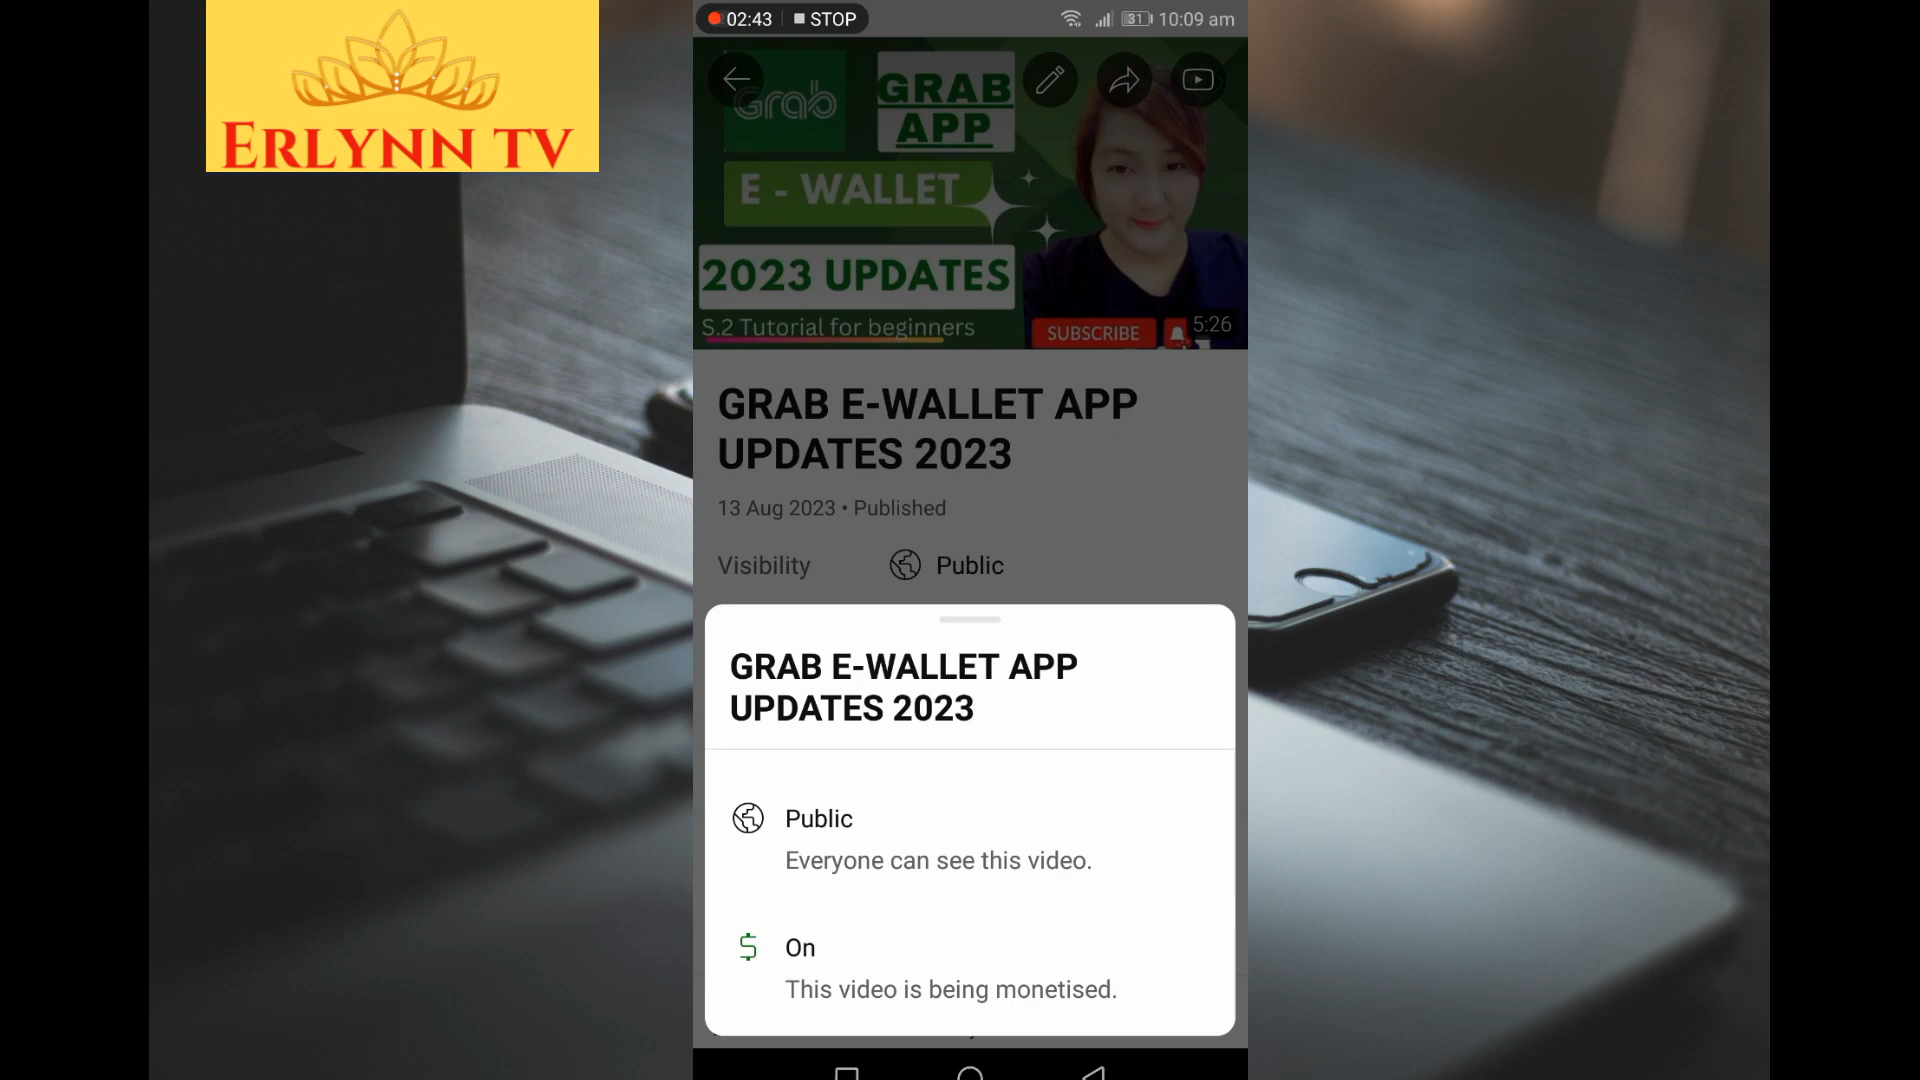 ERLYNN TV
02:43 STOP 31 10:09 am
Grab
GRAB
APP
E - WALLET
2023 UPDATES
S.2 Tutorial for beginners
SUBSCRIBE
5:26
GRAB E-WALLET APP
UPDATES 2023
13 Aug 2023 • Published
Visibility Public
GRAB E-WALLET APP
UPDATES 2023
Public
Everyone can see this video.
$ On
This video is being monetised.